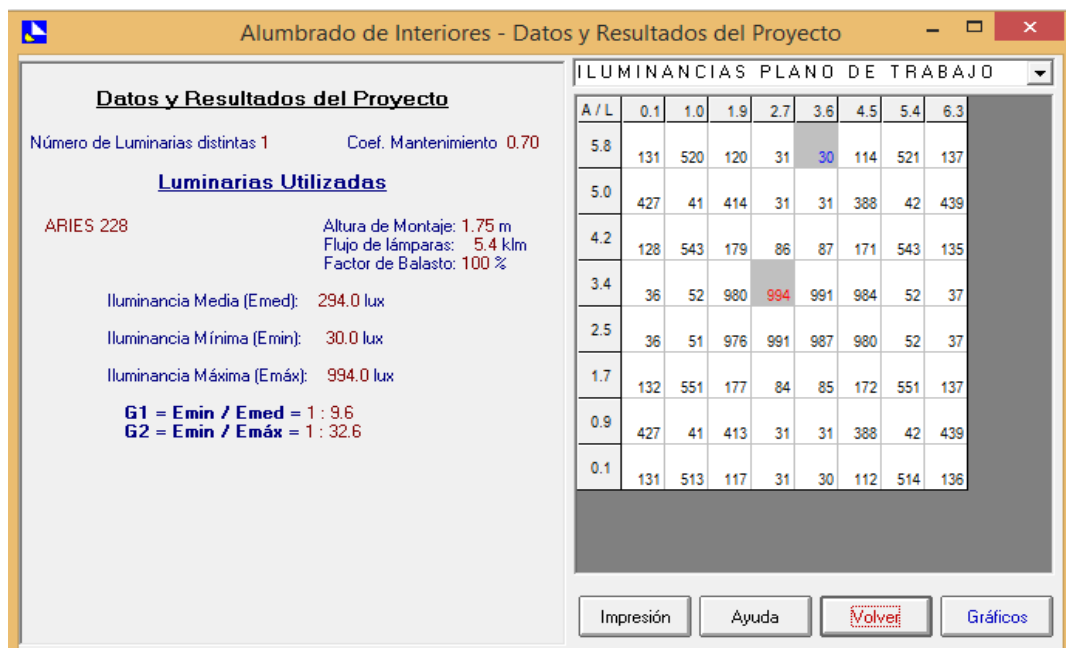 Alumbrado de Interiores - Datos y Resultados del Proyecto
Datos y Resultados del Proyecto
Número de Luminarias distintas 1 Coef. Mantenimiento 0.70
Luminarias Utilizadas
ARIES 228 Altura de Montaje: 1.75 m
Flujo de lámparas: 5.4 klm
Factor de Balasto: 100 %
Iluminancia Media (Emed): 294.0 lux
Iluminancia Mínima (Emin): 30.0 lux
Iluminancia Máxima (Emáx): 994.0 lux
G1 = Emin / Emed = 1 : 9.6
G2 = Emin / Emáx = 1 : 32.6
ILUMINANCIAS PLANO DE TRABAJO
A / L 0.1 1.0 1.9 2.7 3.6 4.5 5.4 6.3
5.8 131 520 120 31 30 114 521 137
5.0 427 41 414 31 31 388 42 439
4.2 128 543 179 86 87 171 543 135
3.4 36 52 980 994 991 984 52 37
2.5 36 51 976 991 987 980 52 37
1.7 132 551 177 84 85 172 551 137
0.9 427 41 413 31 31 388 42 439
0.1 131 513 117 31 30 112 514 136
Impresión Ayuda Volver Gráficos